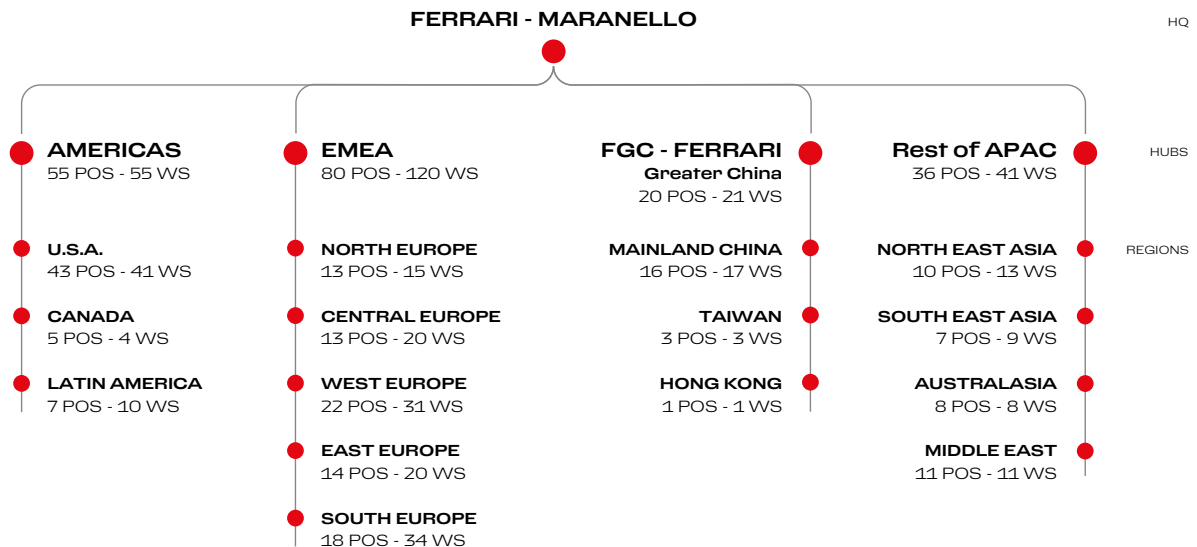 FERRARI - MARANELLO
HQ
AMERICAS
55 POS - 55 WS
EMEA
80 POS - 120 WS
FGC - FERRARI
Greater China
20 POS - 21 WS
Rest of APAC
36 POS - 41 WS
HUBS
U.S.A.
43 POS - 41 WS
NORTH EUROPE
13 POS - 15 WS
MAINLAND CHINA
16 POS - 17 WS
NORTH EAST ASIA
10 POS - 13 WS
REGIONS
CANADA
5 POS - 4 WS
CENTRAL EUROPE
13 POS - 20 WS
TAIWAN
3 POS - 3 WS
SOUTH EAST ASIA
7 POS - 9 WS
LATIN AMERICA
7 POS - 10 WS
WEST EUROPE
22 POS - 31 WS
HONG KONG
1 POS - 1 WS
AUSTRALASIA
8 POS - 8 WS
EAST EUROPE
14 POS - 20 WS
MIDDLE EAST
11 POS - 11 WS
SOUTH EUROPE
18 POS - 34 WS